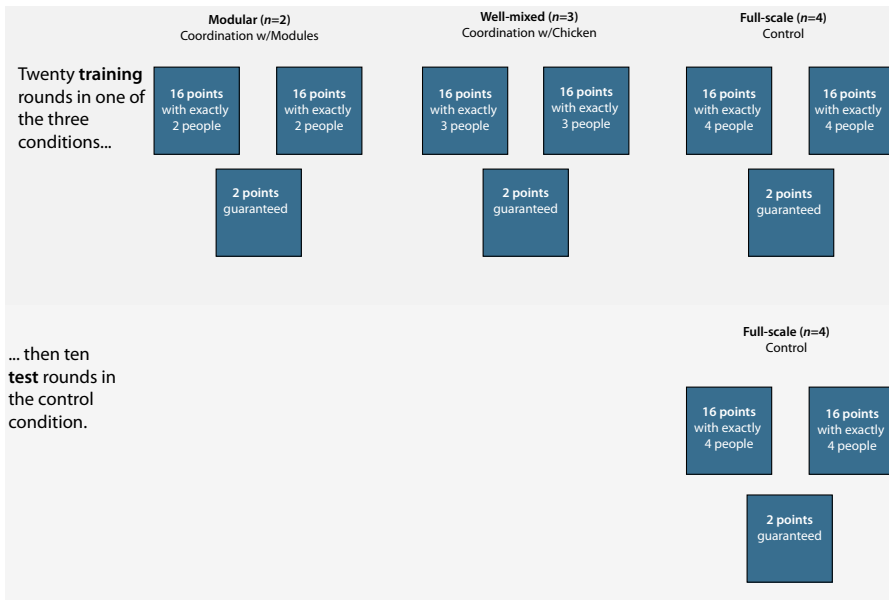 Modular (n=2)
Coordination w/Modules
Well-mixed (n=3)
Coordination w/Chicken
Full-scale (n=4)
Control
Twenty training
rounds in one of
the three
conditions...
16 points
with exactly
2 people
16 points
with exactly
2 people
2 points
guaranteed
16 points
with exactly
3 people
16 points
with exactly
3 people
2 points
guaranteed
16 points
with exactly
4 people
16 points
with exactly
4 people
2 points
guaranteed
... then ten
test rounds in
the control
condition.
Full-scale (n=4)
Control
16 points
with exactly
4 people
16 points
with exactly
4 people
2 points
guaranteed